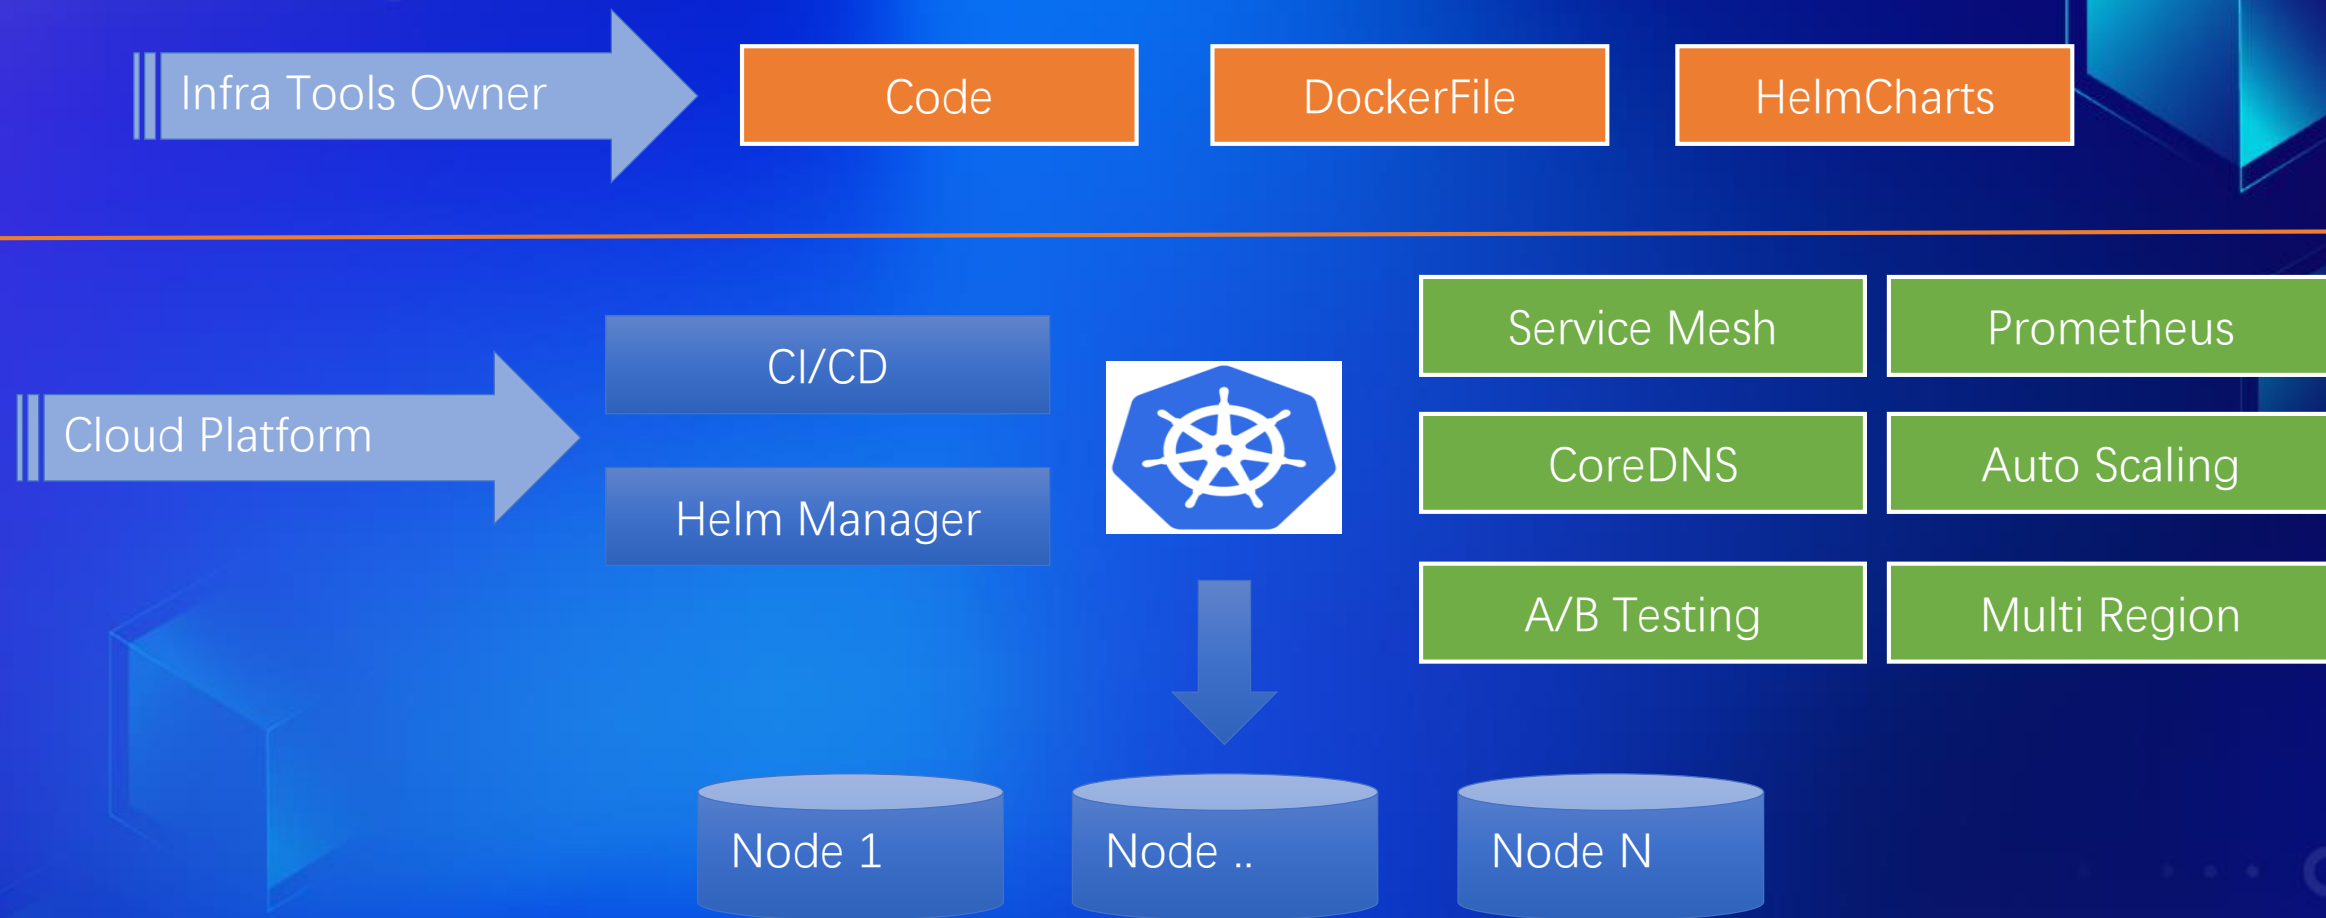 Infra Tools Owner
Code
DockerFile
HelmCharts
Cloud Platform
CI/CD
Helm Manager
Service Mesh
Prometheus
CoreDNS
Auto Scaling
A/B Testing
Multi Region
Node 1
Node ..
Node N